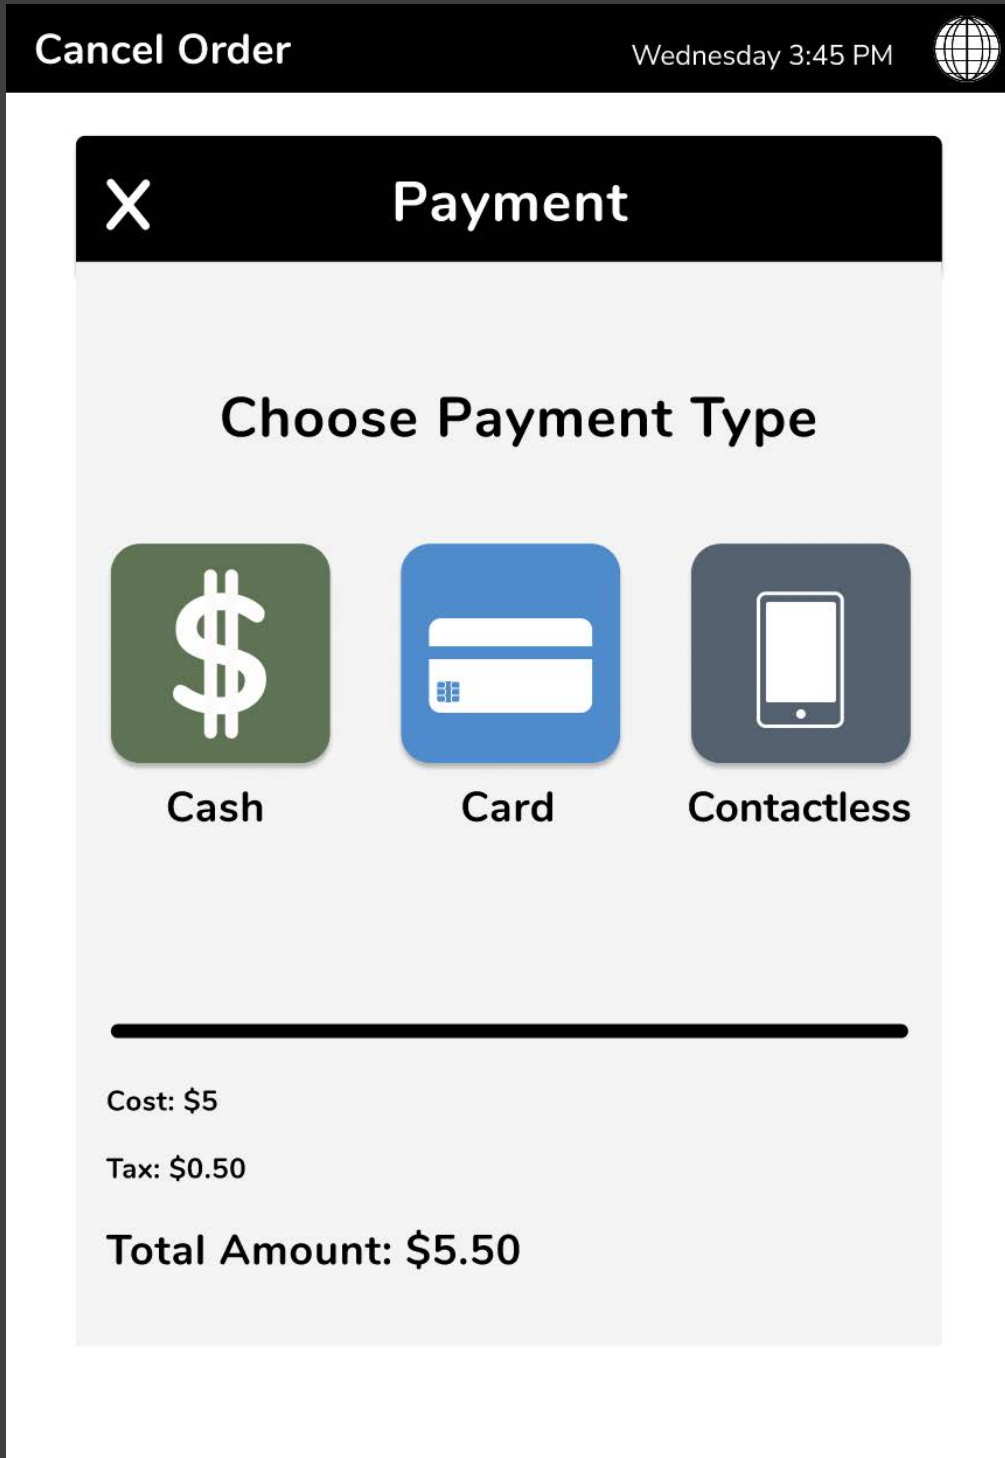 Cancel Order
Wednesday 3:45 PM
X
Payment
Choose Payment Type
$
Cash
Card
Contactless
Cost: $5
Tax: $0.50
Total Amount: $5.50